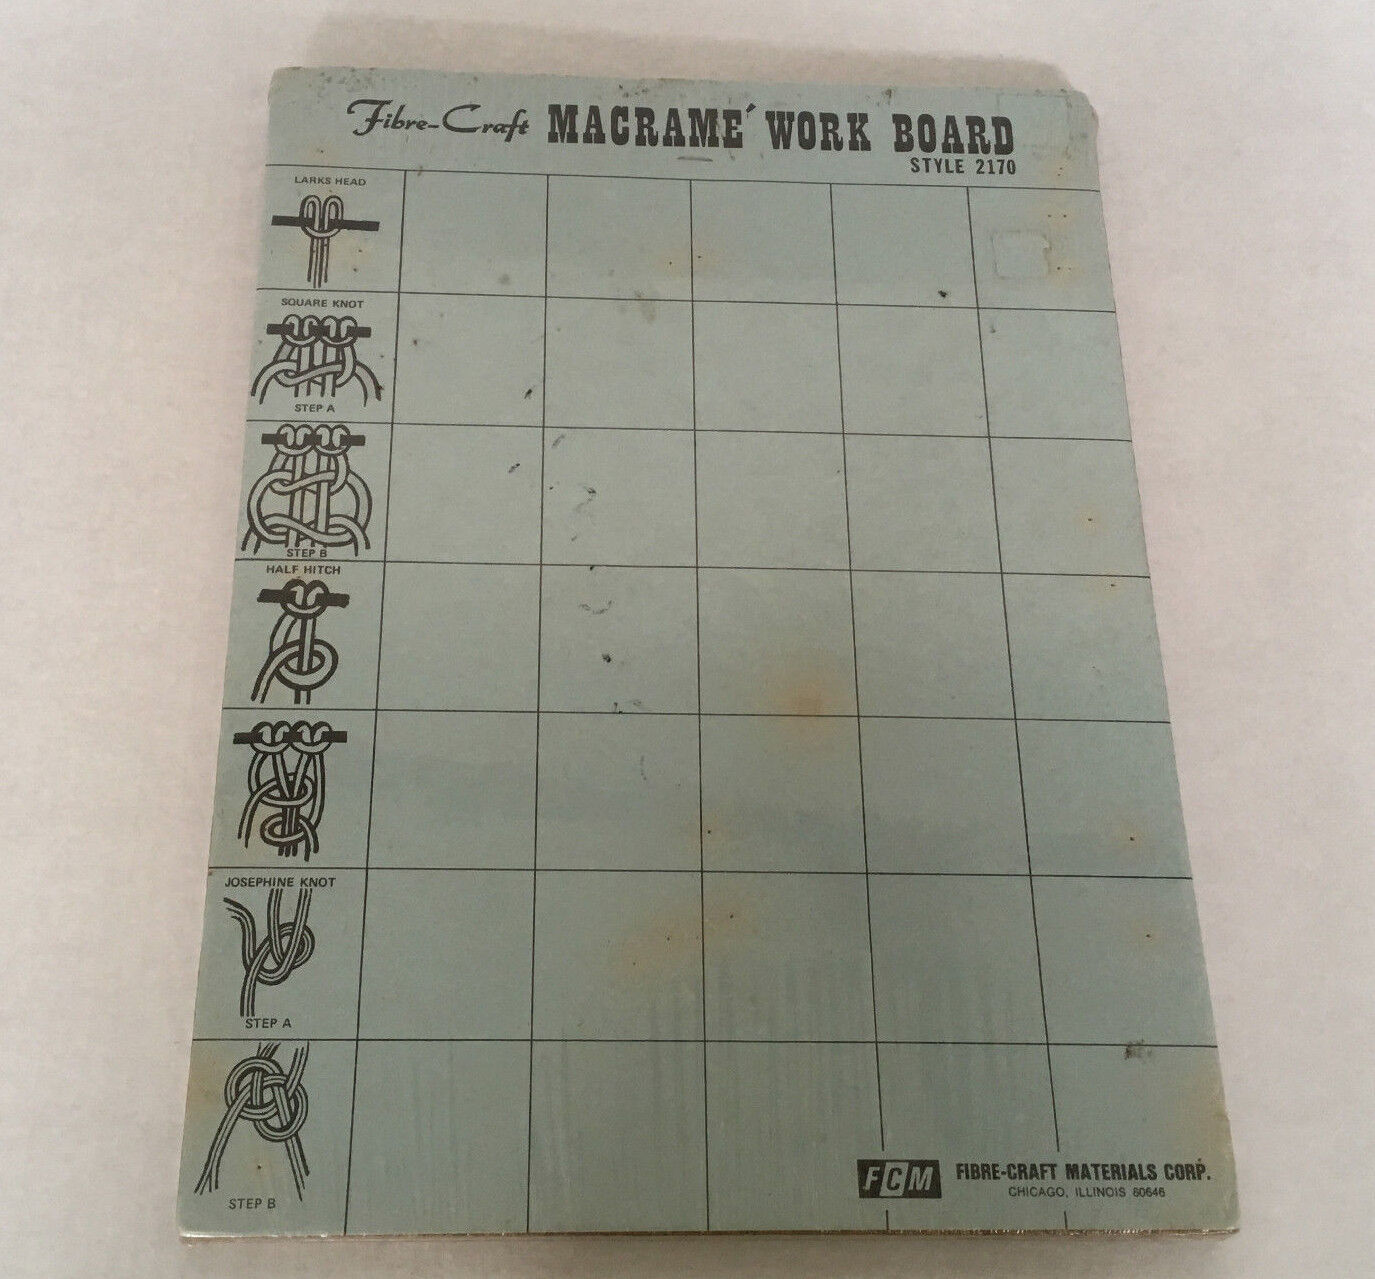 Fibre-Craft MACRAME´ WORK BOARD
STYLE 2170
LARKS HEAD
SQUARE KNOT
STEP A
STEP B
HALF HITCH
JOSEPHINE KNOT
STEP A
STEP B
FCM FIBRE-CRAFT MATERIALS CORP.
CHICAGO, ILLINOIS 60646